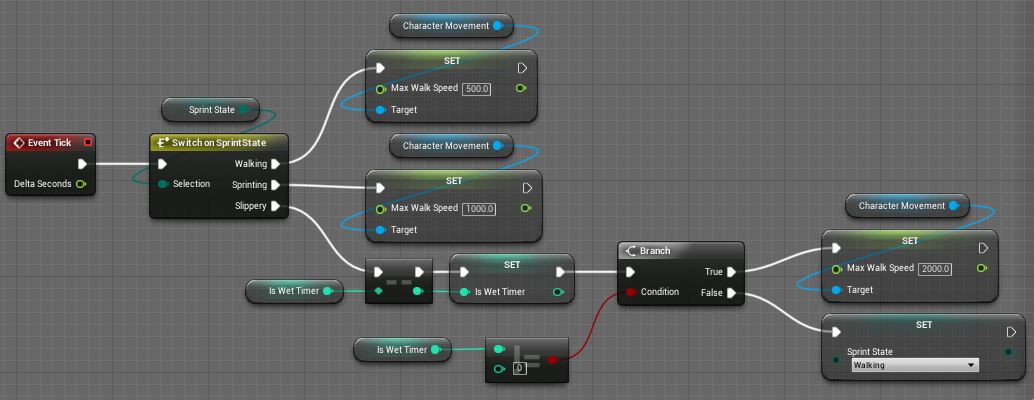 Character Movement
SET
Max Walk Speed 500.0
Target
Sprint State
Event Tick
Delta Seconds
Switch on SprintState
Selection
Walking
Sprinting
Slippery
Character Movement
SET
Max Walk Speed 1000.0
Target
Is Wet Timer
--
SET
Is Wet Timer
Is Wet Timer
!=
0
Branch
Condition
True
False
Character Movement
SET
Max Walk Speed 2000.0
Target
SET
Sprint State
Walking